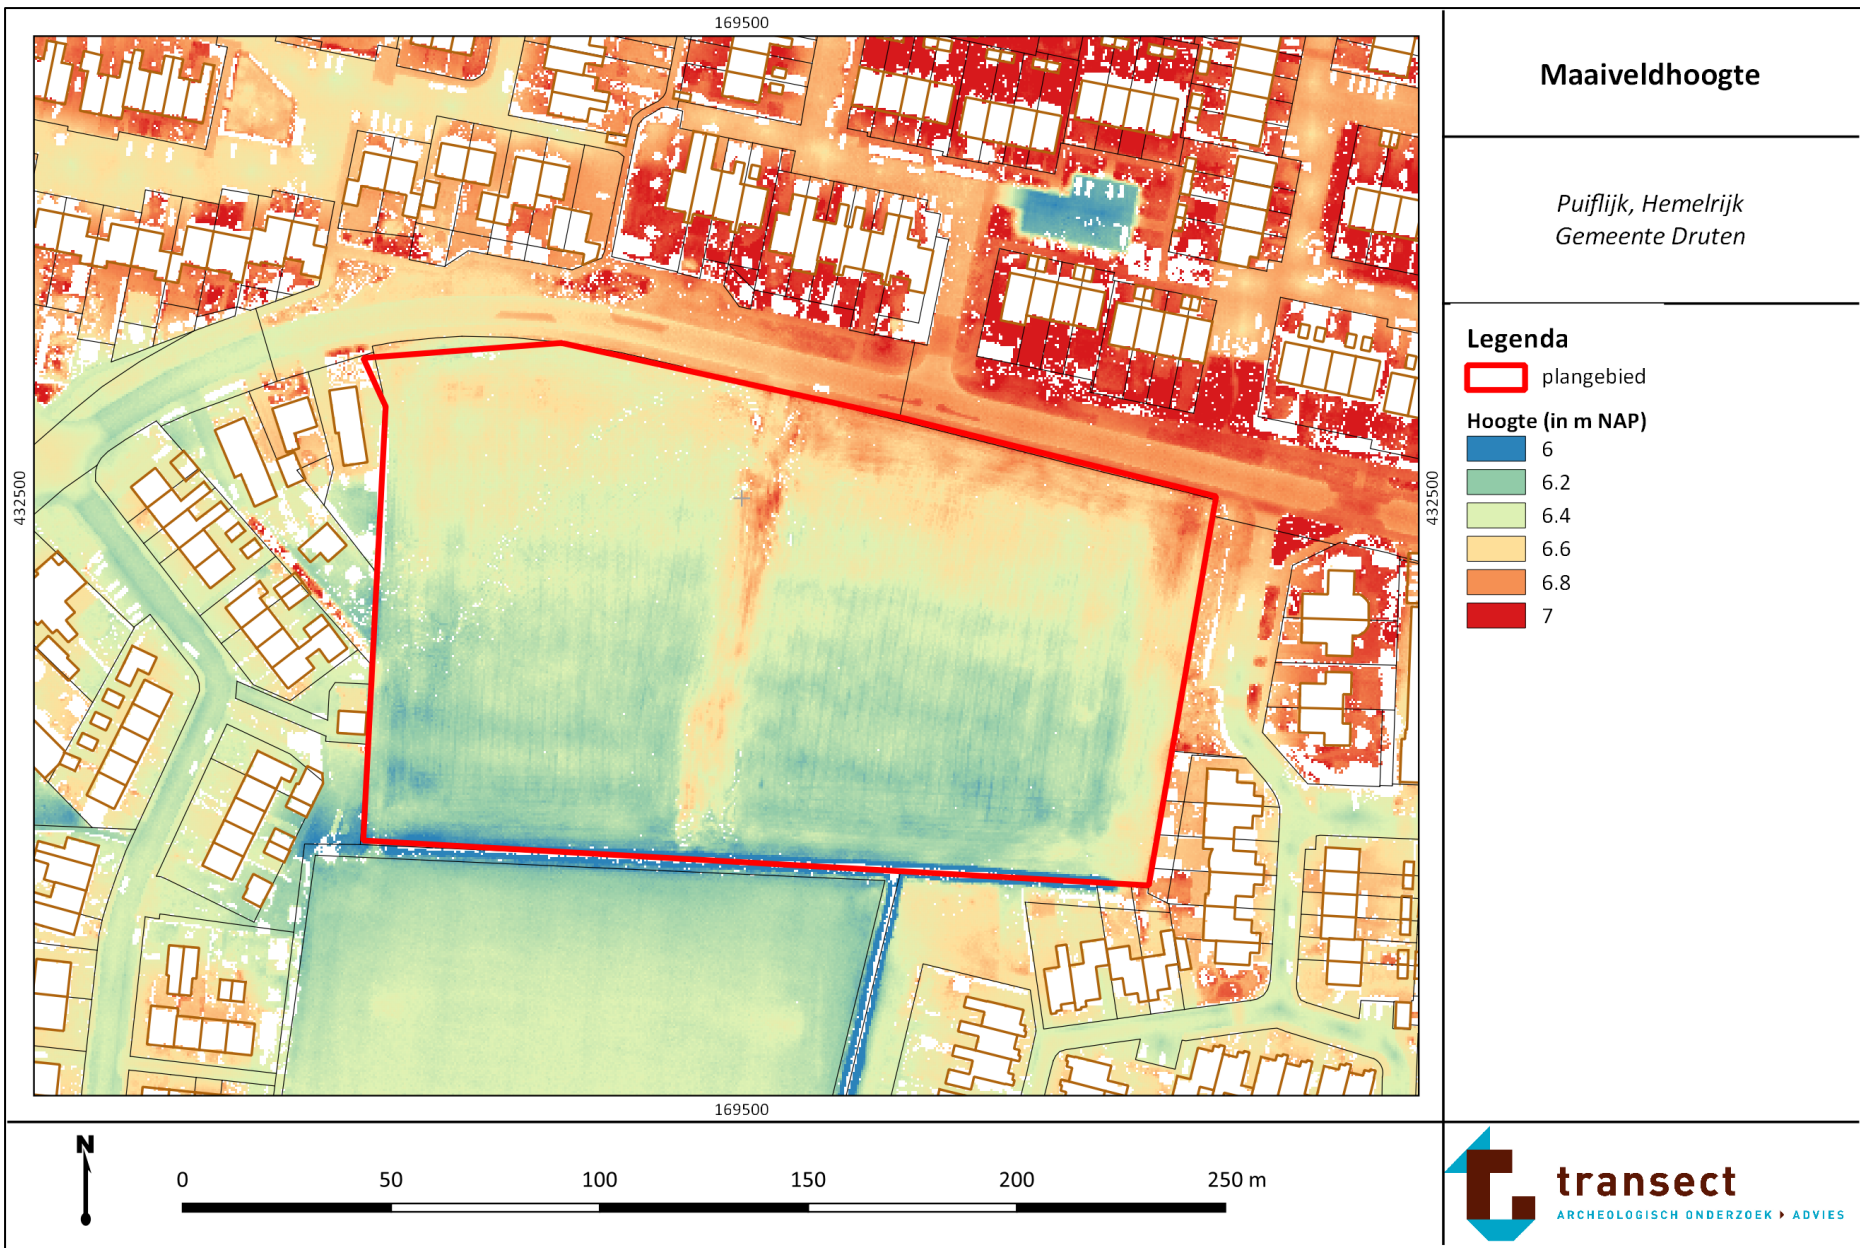 169500
432500
432500
169500
Maaiveldhoogte
Puiflijk, Hemelrijk
Gemeente Druten
Legenda
plangebied
Hoogte (in m NAP)
6
6.2
6.4
6.6
6.8
7
N
0 50 100 150 200 250 m
transect
ARCHEOLOGISCH ONDERZOEK ▸ ADVIES